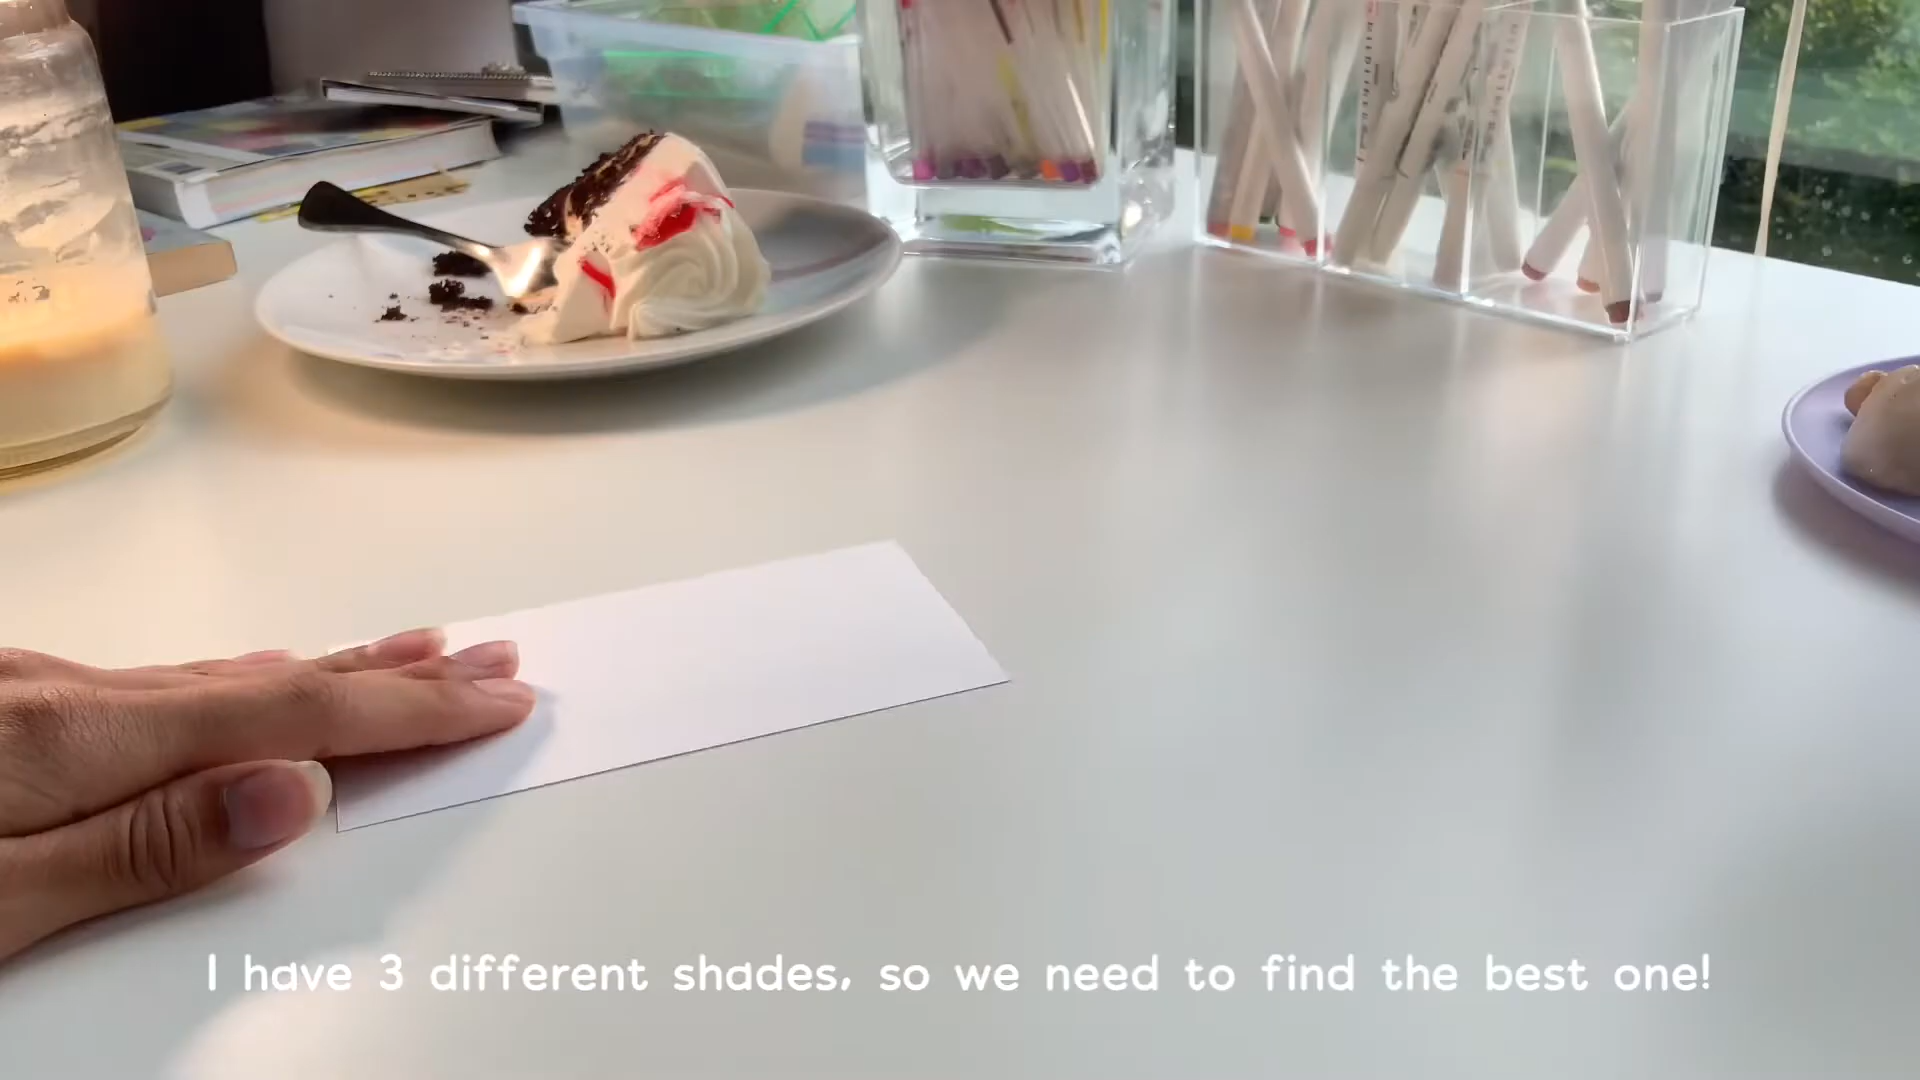 I have 3 different shades, so we need to find the best one!